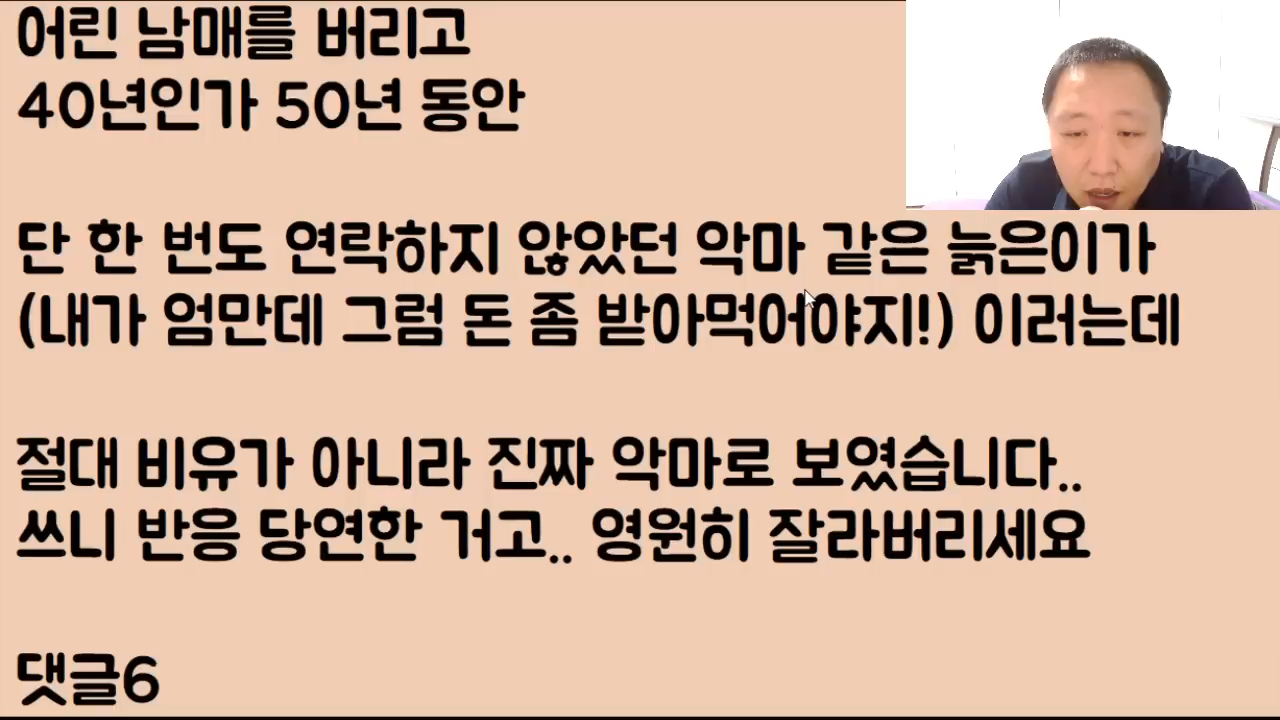 어린 남매를 버리고
40년인가 50년 동안
단 한 번도 연락하지 않았던 악마 같은 늙은이가
(내가 엄만데 그럼 돈 좀 받아먹어야지!) 이러는데
절대 비유가 아니라 진짜 악마로 보였습니다..
쓰니 반응 당연한 거고.. 영원히 잘라버리세요
댓글6